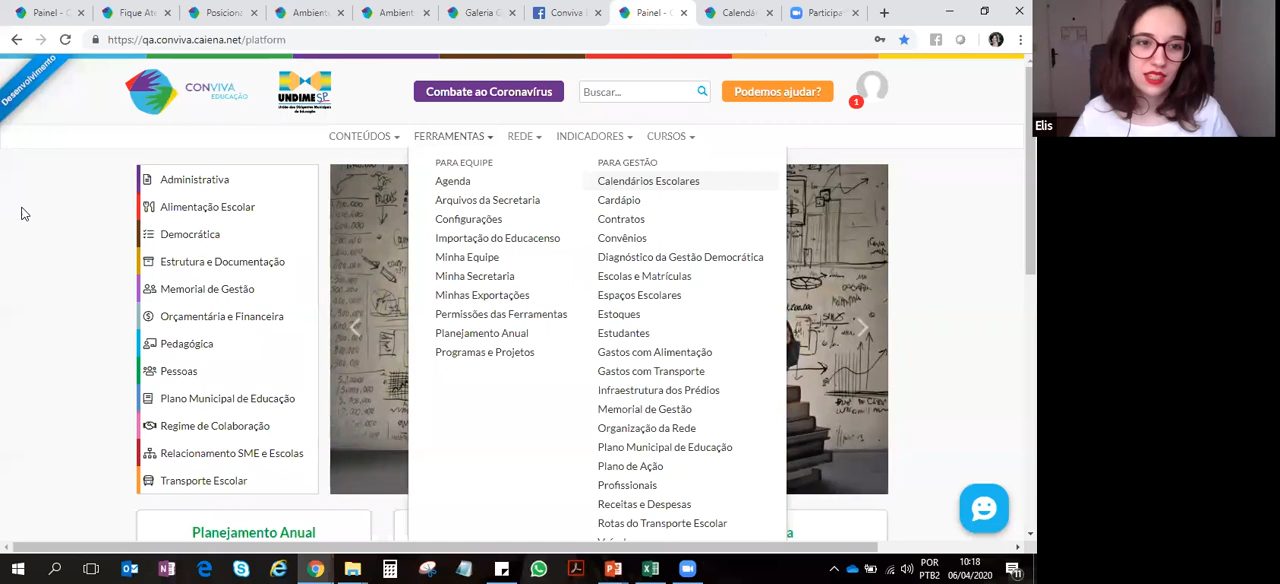 Painel - C
Fique Ate
Posiciona
Ambiente
Ambient
Galeria G
Conviva
Painel - C
Calendá
Participa
https://qa.conviva.caiena.net/platform
Desenvolvimento
CONVIVA
EDUCAÇÃO
UNDIME SP
Combate ao Coronavírus
Buscar...
Podemos ajudar?
1
Elis
CONTEÚDOS
FERRAMENTAS
REDE
INDICADORES
CURSOS
Administrativa
Alimentação Escolar
Democrática
Estrutura e Documentação
Memorial de Gestão
Orçamentária e Financeira
Pedagógica
Pessoas
Plano Municipal de Educação
Regime de Colaboração
Relacionamento SME e Escolas
Transporte Escolar
PARA EQUIPE
Agenda
Arquivos da Secretaria
Configurações
Importação do Educacenso
Minha Equipe
Minha Secretaria
Minhas Exportações
Permissões das Ferramentas
Planejamento Anual
Programas e Projetos
PARA GESTÃO
Calendários Escolares
Cardápio
Contratos
Convênios
Diagnóstico da Gestão Democrática
Escolas e Matrículas
Espaços Escolares
Estoques
Estudantes
Gastos com Alimentação
Gastos com Transporte
Infraestrutura dos Prédios
Memorial de Gestão
Organização da Rede
Plano Municipal de Educação
Plano de Ação
Profissionais
Receitas e Despesas
Rotas do Transporte Escolar
Planejamento Anual
a
POR
PTB2
10:18
06/04/2020
11